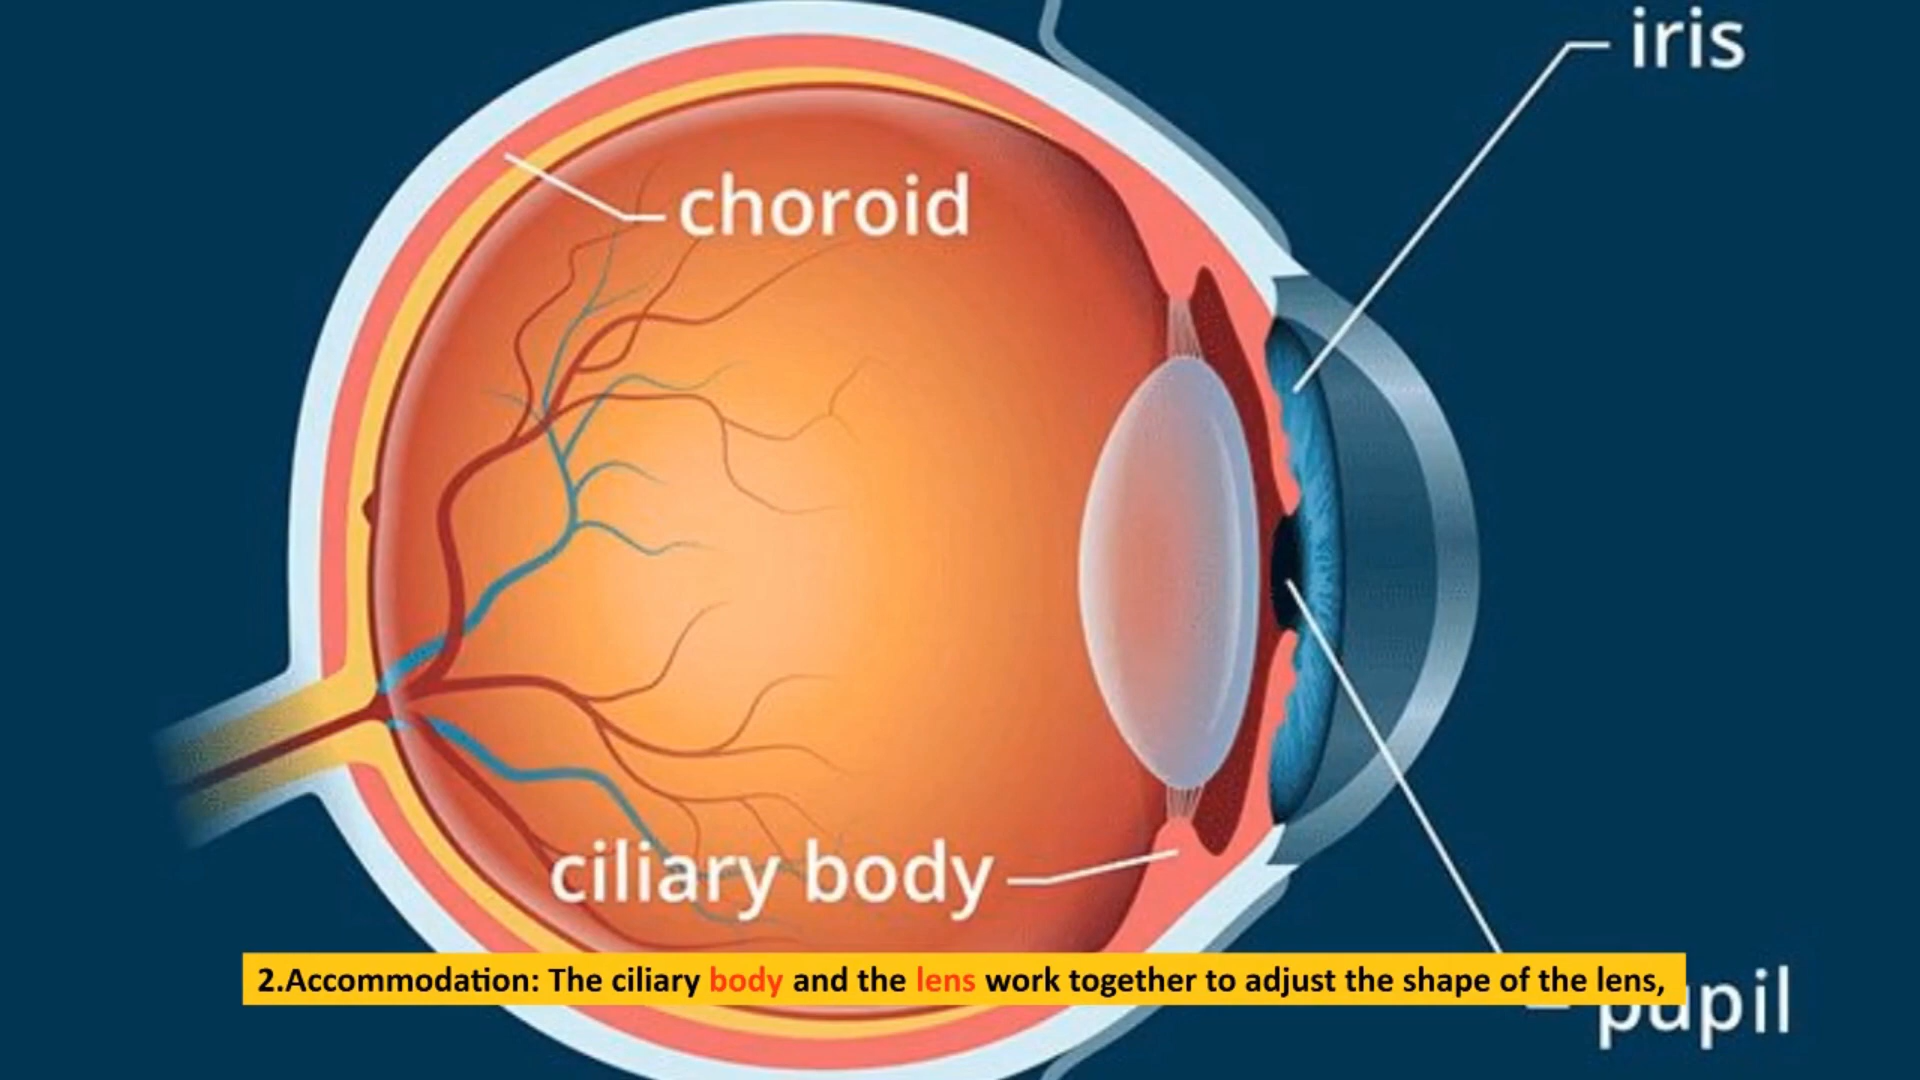 iris
choroid
ciliary body
2.Accommodation: The ciliary body and the lens work together to adjust the shape of the lens,
pupil